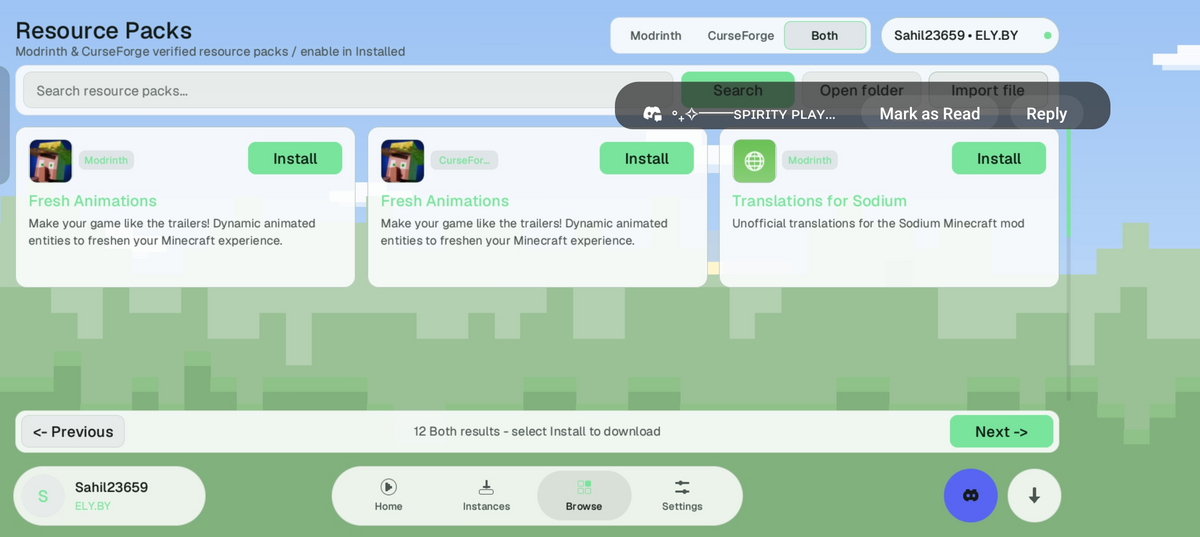 Resource Packs
Modrinth & CurseForge verified resource packs / enable in Installed
Modrinth
CurseForge
Both
Sahil23659 • ELY.BY
Search resource packs...
Search
Open folder
Import file
SPIRITY PLAY...
Mark as Read
Reply
Modrinth
Install
Fresh Animations
Make your game like the trailers! Dynamic animated
entities to freshen your Minecraft experience.
CurseFor...
Install
Fresh Animations
Make your game like the trailers! Dynamic animated
entities to freshen your Minecraft experience.
Modrinth
Install
Translations for Sodium
Unofficial translations for the Sodium Minecraft mod
<- Previous
12 Both results - select Install to download
Next ->
S
Sahil23659
ELY.BY
Home
Instances
Browse
Settings